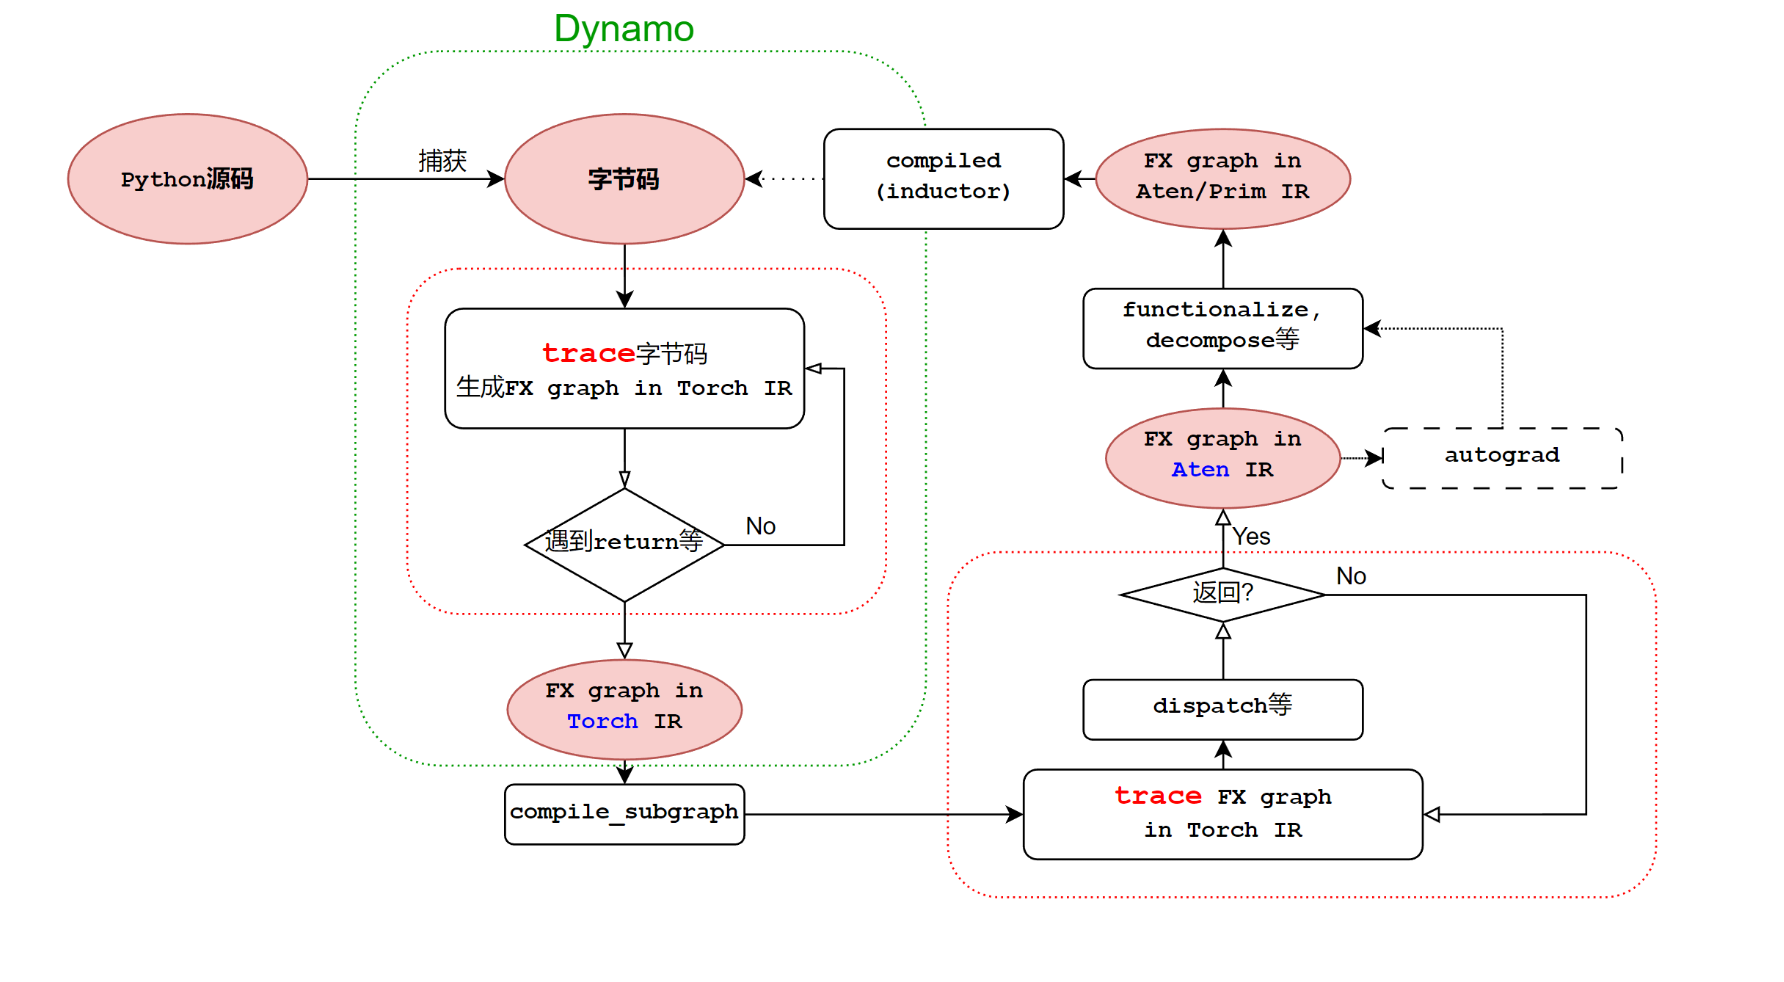 Dynamo
Python源码
捕获
字节码
compiled
(inductor)
FX graph in
Aten/Prim IR
trace字节码
生成FX graph in Torch IR
遇到return等
No
FX graph in
Torch IR
compile_subgraph
trace FX graph
in Torch IR
dispatch等
返回?
No
Yes
FX graph in
Aten IR
autograd
functionalize,
decompose等